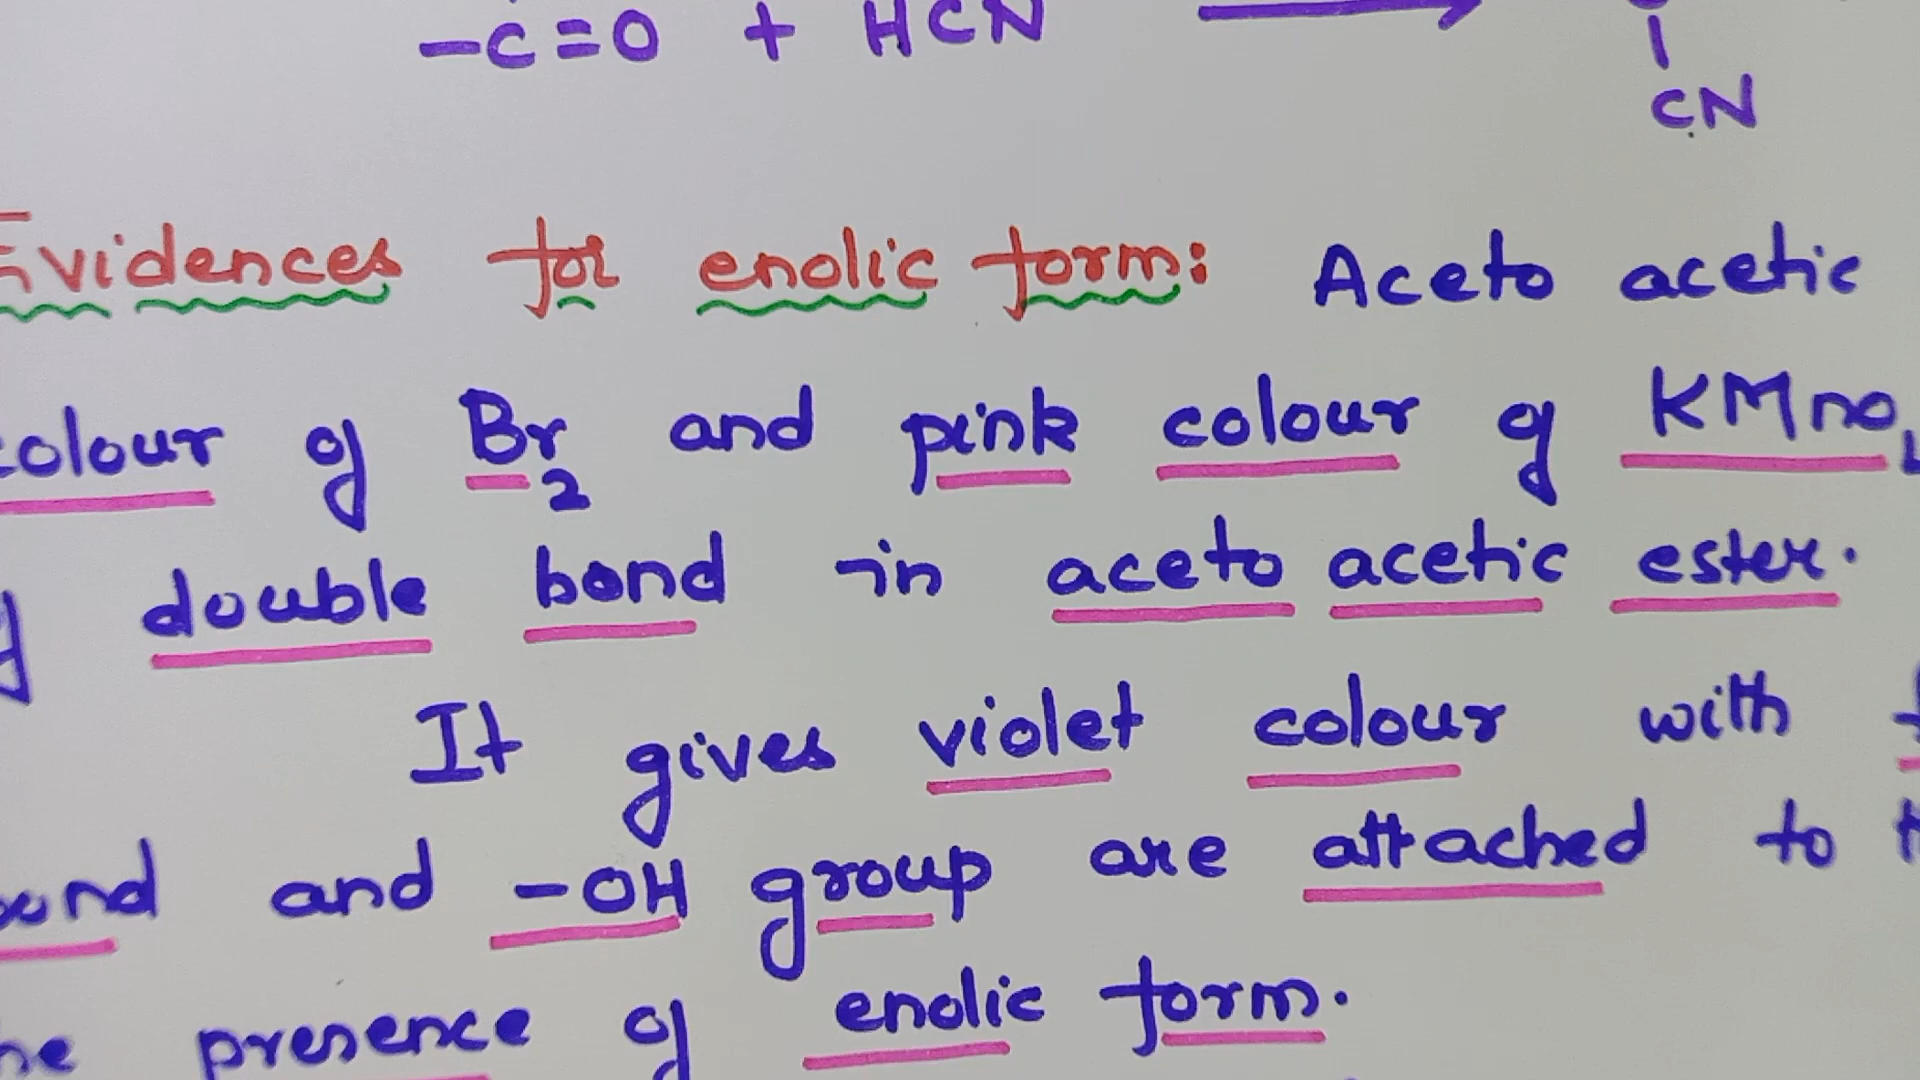 -C=O + HCN →
CN
Evidences for enolic form: Aceto acetic
colour of Br2 and pink colour of KMno4
double bond in aceto acetic ester.
It gives violet colour with
and -OH group are attached to
presence of enolic form.